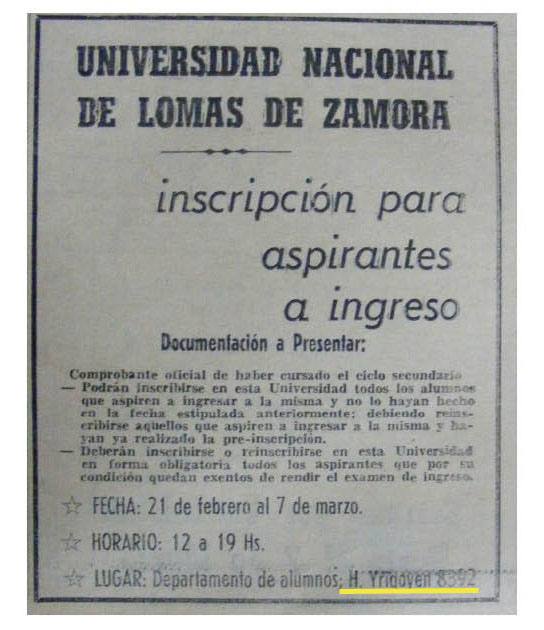 UNIVERSIDAD NACIONAL
DE LOMAS DE ZAMORA
inscripción para
aspirantes
a ingreso
Documentación a Presentar:
Comprobante oficial de haber cursado el ciclo secundario
— Podrán inscribirse en esta Universidad todos los alumnos
que aspiren a ingresar a la misma y no lo hayan hecho
en la fecha estipulada anteriormente; debiendo reins-
cribirse aquellos que aspiren a ingresar a la misma y ha-
yan ya realizado la pre-inscripción.
— Deberán inscribirse o reinscribirse en esta Universidad
en forma obligatoria todos los aspirantes que por su
condición quedan exentos de rendir el examen de ingreso.
☆ FECHA: 21 de febrero al 7 de marzo.
☆ HORARIO: 12 a 19 Hs.
☆ LUGAR: Departamento de alumnos; H. Yrigoyen 8392